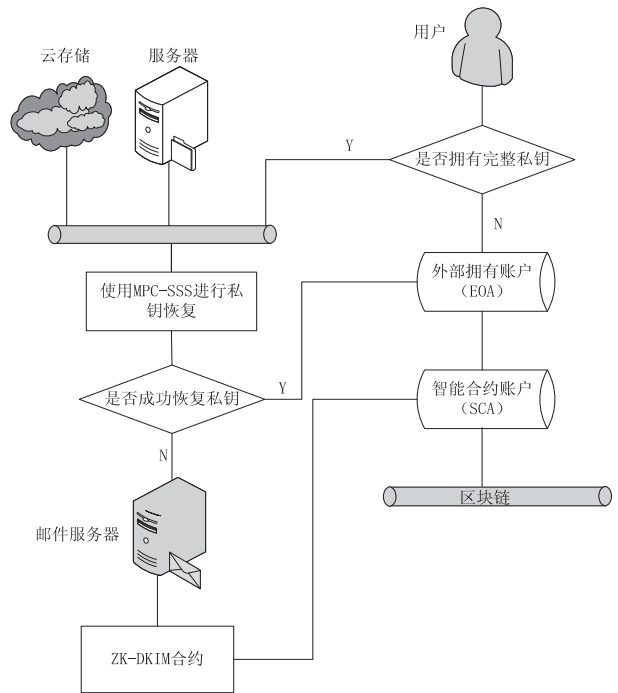 用户
云存储
服务器
Y
是否拥有完整私钥
N
使用MPC-SSS进行私
钥恢复
外部拥有账户
（EOA）
是否成功恢复私钥
Y
智能合约账户
（SCA）
N
区块链
邮件服务器
ZK-DKIM合约